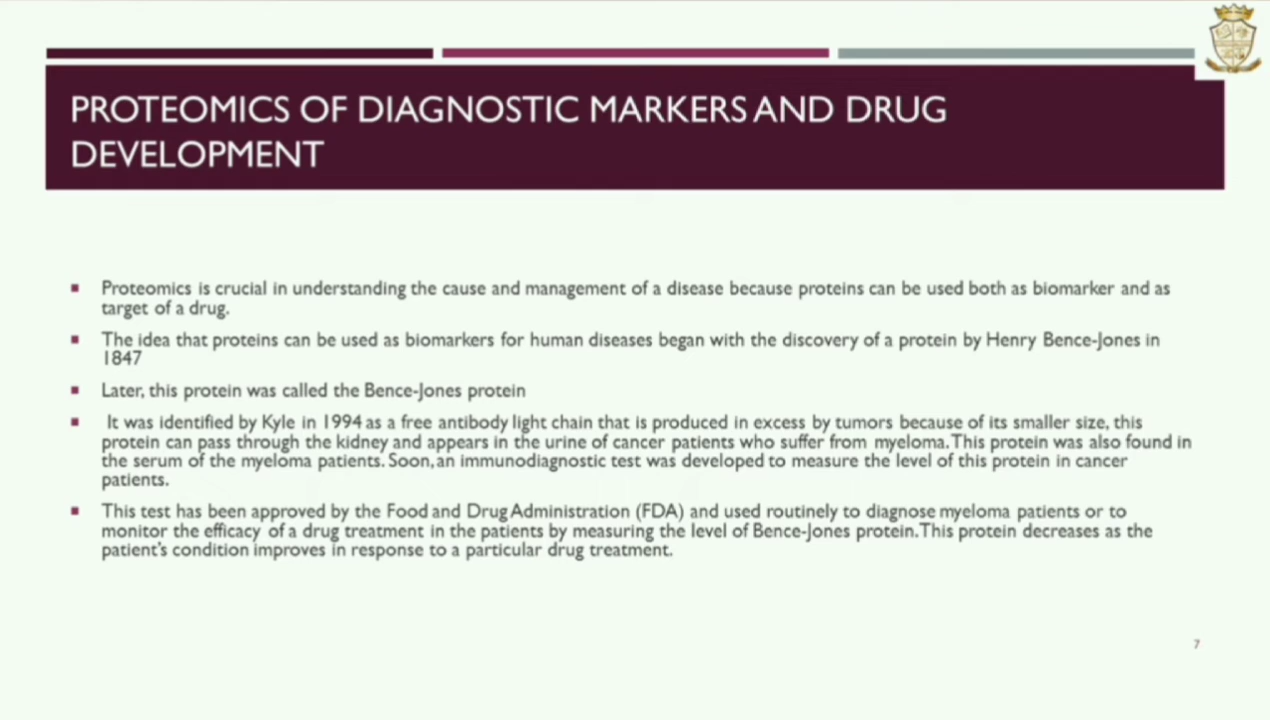 PROTEOMICS OF DIAGNOSTIC MARKERS AND DRUG
DEVELOPMENT
Proteomics is crucial in understanding the cause and management of a disease because proteins can be used both as biomarker and as
target of a drug.
The idea that proteins can be used as biomarkers for human diseases began with the discovery of a protein by Henry Bence-Jones in
1847
Later, this protein was called the Bence-Jones protein
It was identified by Kyle in 1994 as a free antibody light chain that is produced in excess by tumors because of its smaller size, this
protein can pass through the kidney and appears in the urine of cancer patients who suffer from myeloma. This protein was also found in
the serum of the myeloma patients. Soon, an immunodiagnostic test was developed to measure the level of this protein in cancer
patients.
This test has been approved by the Food and Drug Administration (FDA) and used routinely to diagnose myeloma patients or to
monitor the efficacy of a drug treatment in the patients by measuring the level of Bence-Jones protein. This protein decreases as the
patient's condition improves in response to a particular drug treatment.
7